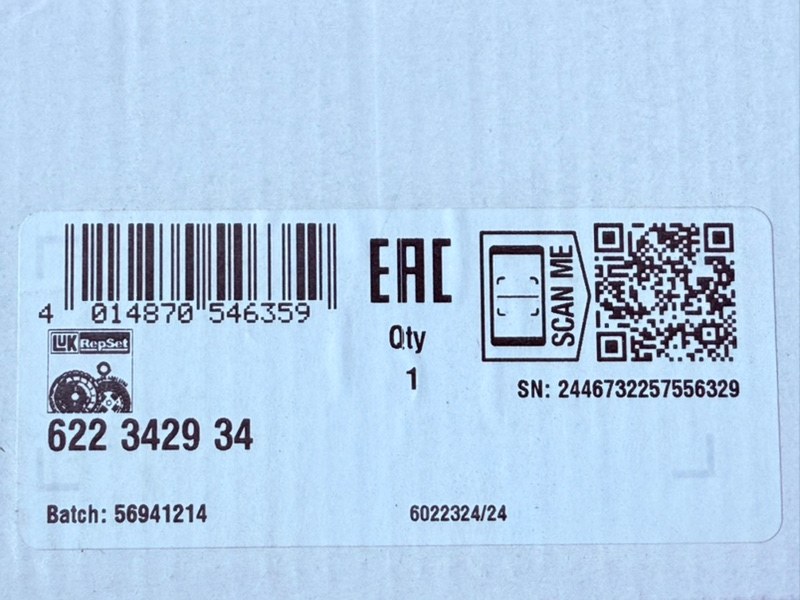 4 014870 546359
EAC
Qty
1
SCAN ME
SN: 2446732257556329
LUK RepSet
622 3429 34
Batch: 56941214
6022324/24